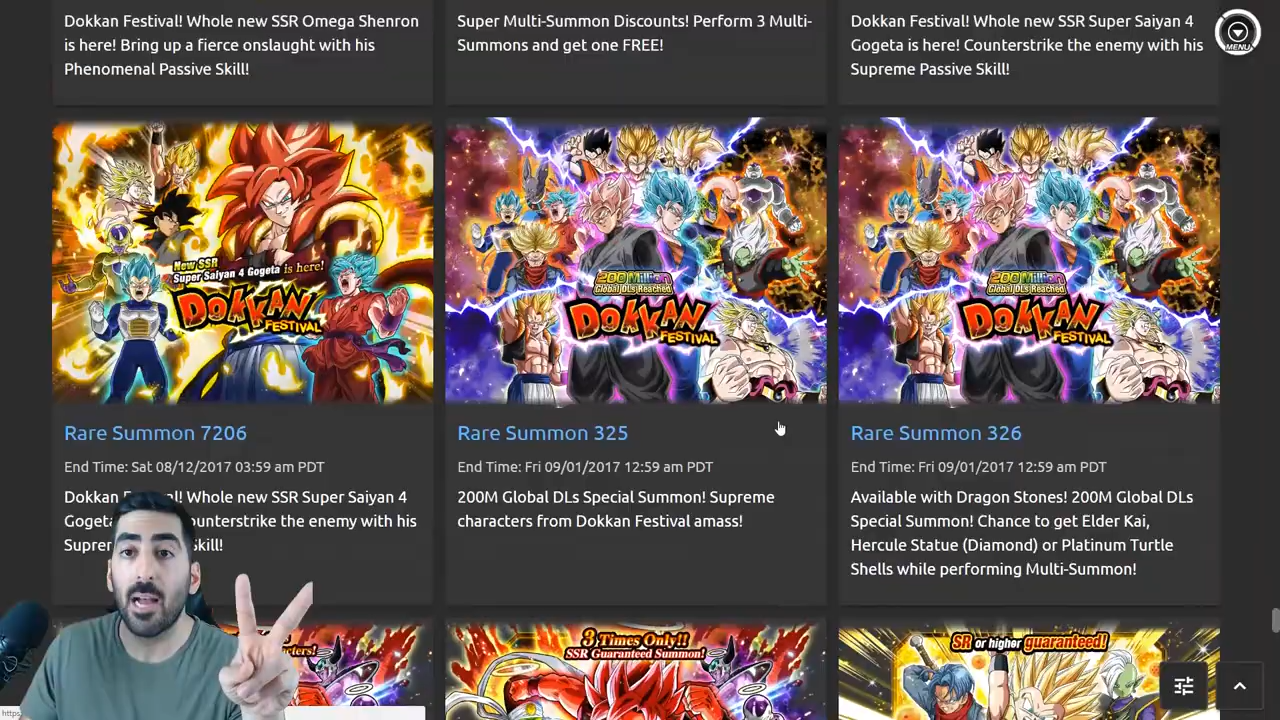 Dokkan Festival! Whole new SSR Omega Shenron
is here! Bring up a fierce onslaught with his
Phenomenal Passive Skill!
Super Multi-Summon Discounts! Perform 3 Multi-
Summons and get one FREE!
Dokkan Festival! Whole new SSR Super Saiyan 4
Gogeta is here! Counterstrike the enemy with his
Supreme Passive Skill!
MENU
New SSR
Super Saiyan 4 Gogeta is here!
DOKKAN
FESTIVAL
200 Million
Global DLs Reached
DOKKAN
FESTIVAL
200 Million
Global DLs Reached
DOKKAN
FESTIVAL
Rare Summon 7206
End Time: Sat 08/12/2017 03:59 am PDT
Dokkan F al! Whole new SSR Super Saiyan 4
Gogeta ounterstrike the enemy with his
Supre kill!
Rare Summon 325
End Time: Fri 09/01/2017 12:59 am PDT
200M Global DLs Special Summon! Supreme
characters from Dokkan Festival amass!
Rare Summon 326
End Time: Fri 09/01/2017 12:59 am PDT
Available with Dragon Stones! 200M Global DLs
Special Summon! Chance to get Elder Kai,
Hercule Statue (Diamond) or Platinum Turtle
Shells while performing Multi-Summon!
cters!
3 Times Only!!
SSR Guaranteed Summon!
SR or higher guaranteed!
https